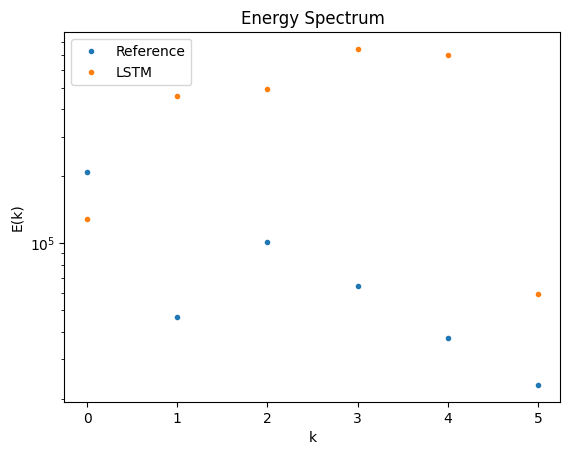 Energy Spectrum
Reference
LSTM
E(k)
10⁵
0 1 2 3 4 5
k